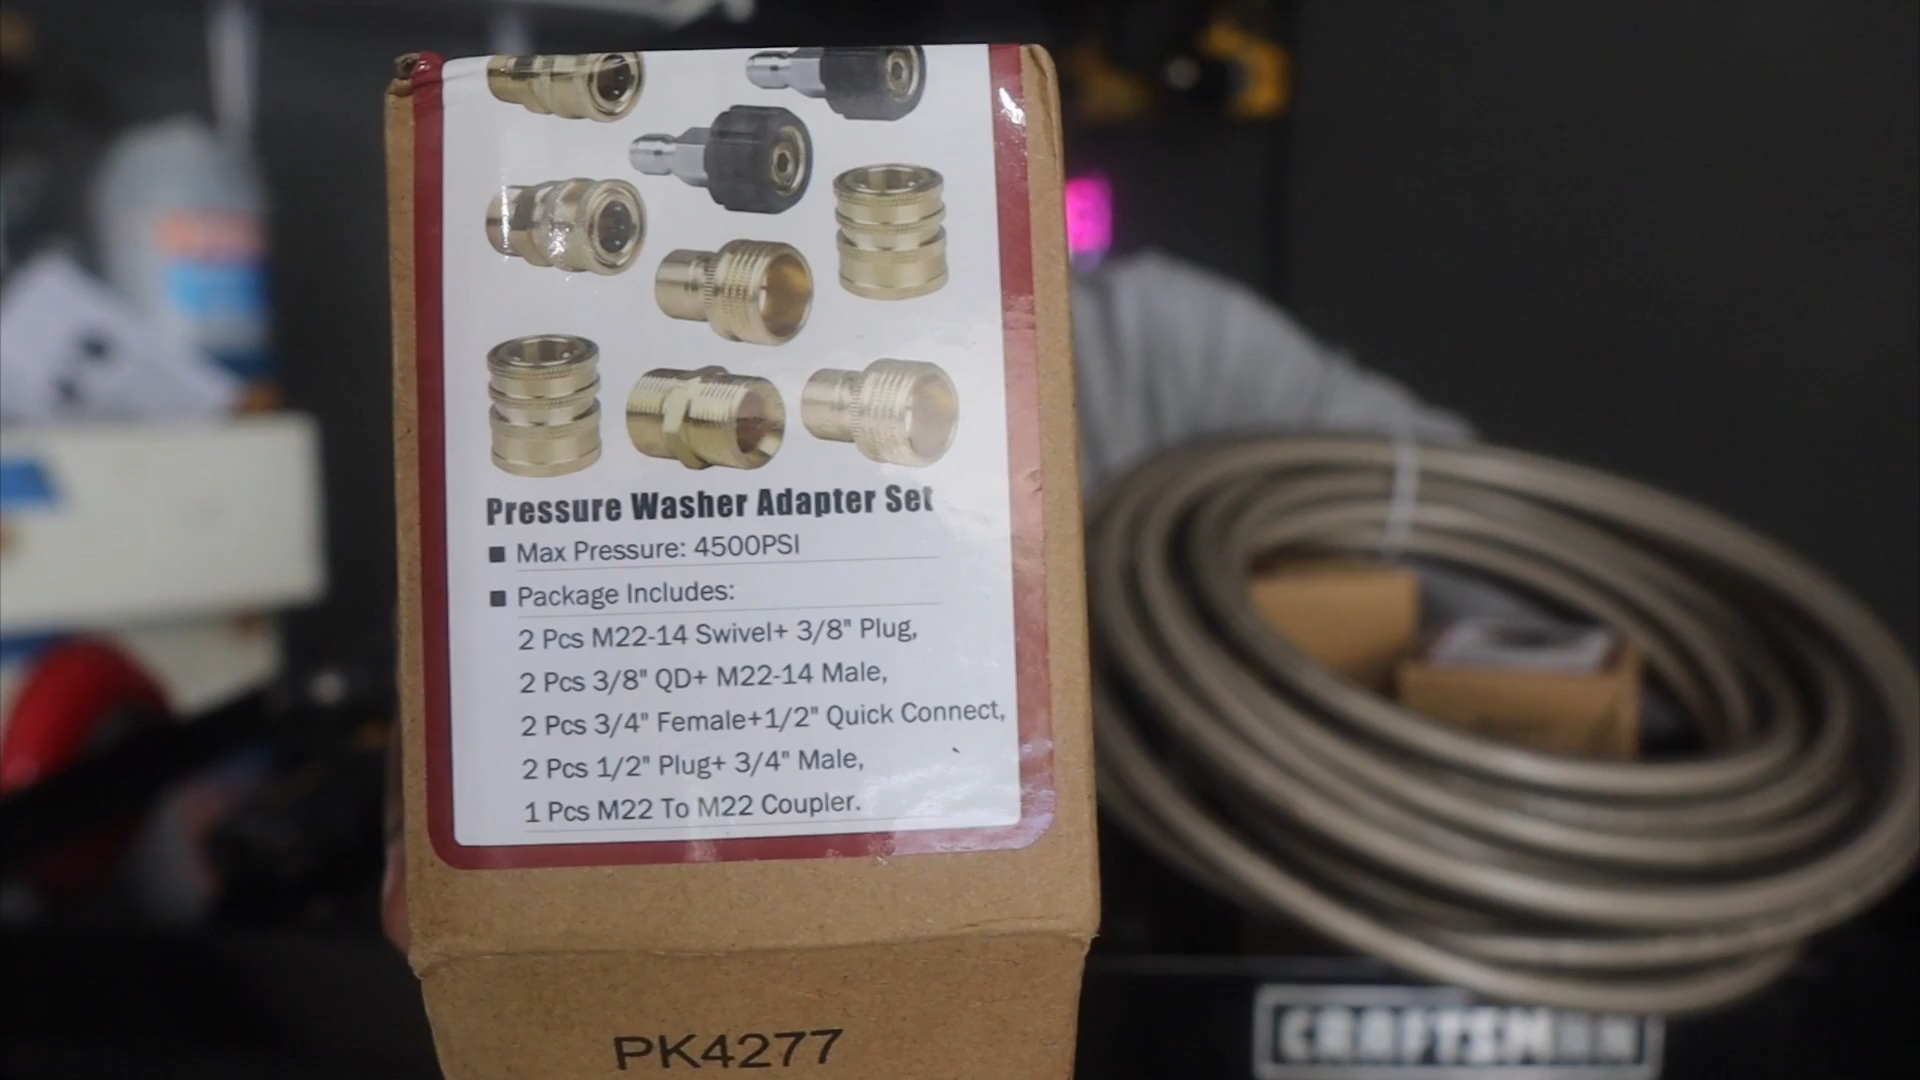 Pressure Washer Adapter Set
■ Max Pressure: 4500PSI
■ Package Includes:
2 Pcs M22-14 Swivel+ 3/8" Plug,
2 Pcs 3/8" QD+ M22-14 Male,
2 Pcs 3/4" Female+1/2" Quick Connect,
2 Pcs 1/2" Plug+ 3/4" Male,
1 Pcs M22 To M22 Coupler.
PK4277
CRAFTSMAN